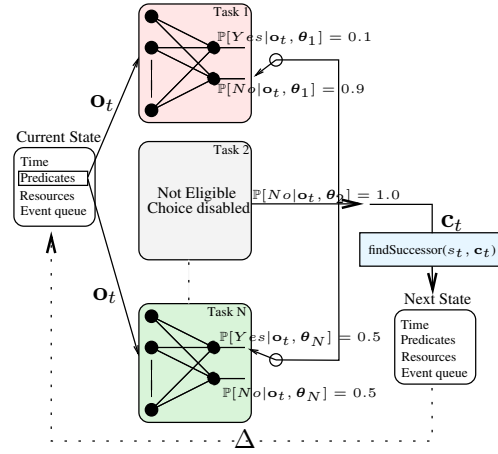 Task 1
ℙ[Yes|𝐨_t, 𝜽_1] = 0.1
ℙ[No|𝐨_t, 𝜽_1] = 0.9
𝐨_t
Current State
Time
Predicates
Resources
Event queue
Task 2
Not Eligible
Choice disabled
ℙ[No|𝐨_t, 𝜽_2] = 1.0
𝐜_t
findSuccessor(s_t, 𝐜_t)
𝐨_t
Task N
ℙ[Yes|𝐨_t, 𝜽_N] = 0.5
ℙ[No|𝐨_t, 𝜽_N] = 0.5
Next State
Time
Predicates
Resources
Event queue